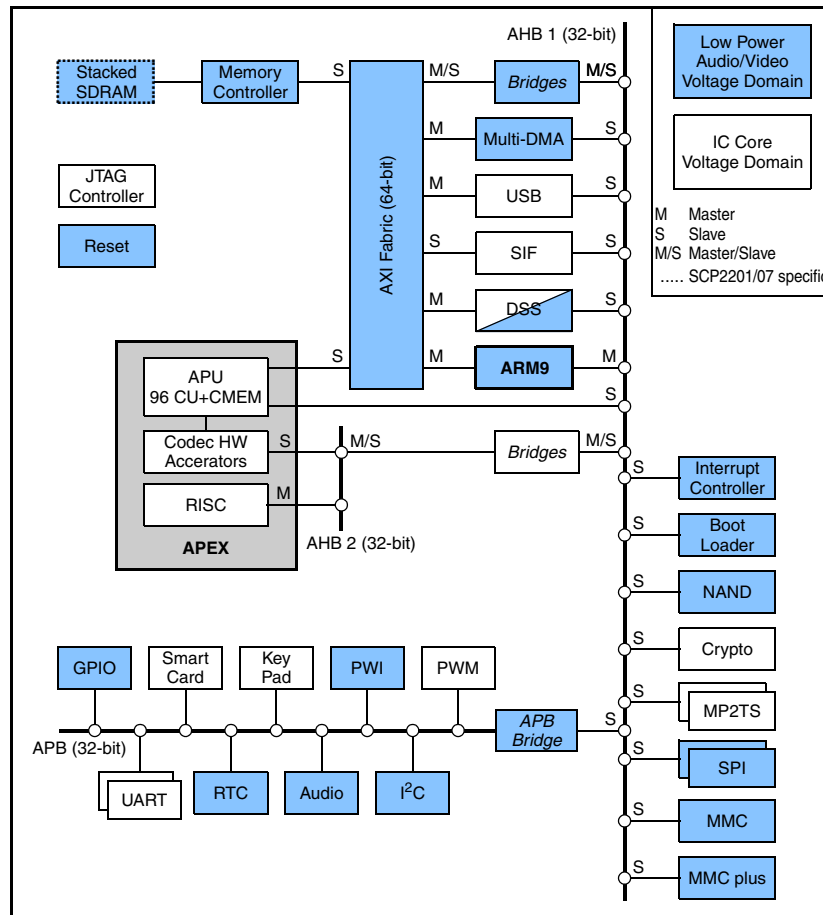 AHB 1 (32-bit)
Stacked
SDRAM
Memory
Controller
S
AXI Fabric (64-bit)
M/S
Bridges
M/S
Low Power
Audio/Video
Voltage Domain
IC Core
Voltage Domain
M Master
S Slave
M/S Master/Slave
..... SCP2201/07 specific
JTAG
Controller
Reset
M
Multi-DMA
S
M
USB
S
S
SIF
S
M
DSS
S
M
ARM9
M
APU
96 CU+CMEM
S
S
Codec HW
Accerators
S
M/S
Bridges
M/S
RISC
M
APEX
AHB 2 (32-bit)
S
Interrupt
Controller
S
Boot
Loader
S
NAND
S
Crypto
S
MP2TS
S
SPI
S
MMC
S
MMC plus
GPIO
Smart
Card
Key
Pad
PWI
PWM
APB (32-bit)
APB
Bridge
S
UART
RTC
Audio
I²C